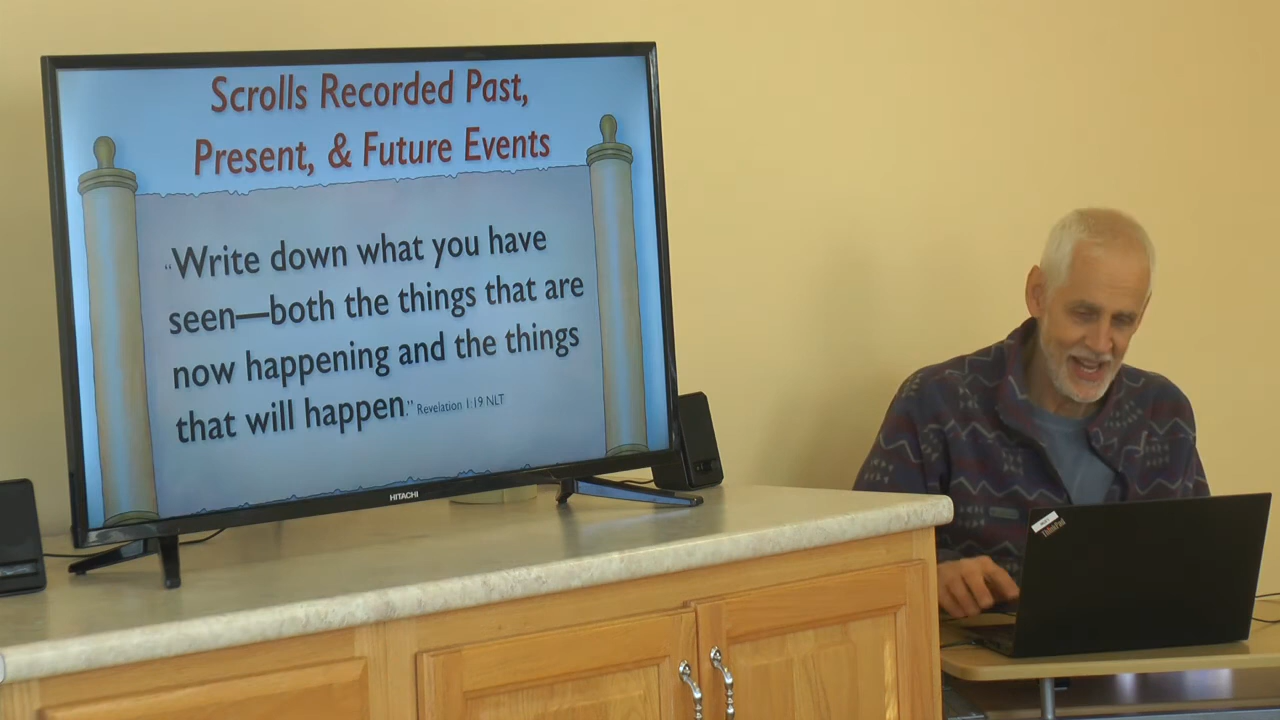 Scrolls Recorded Past,
Present, & Future Events
“Write down what you have
seen—both the things that are
now happening and the things
that will happen.” Revelation 1:19 NLT
HITACHI
ThinkPad